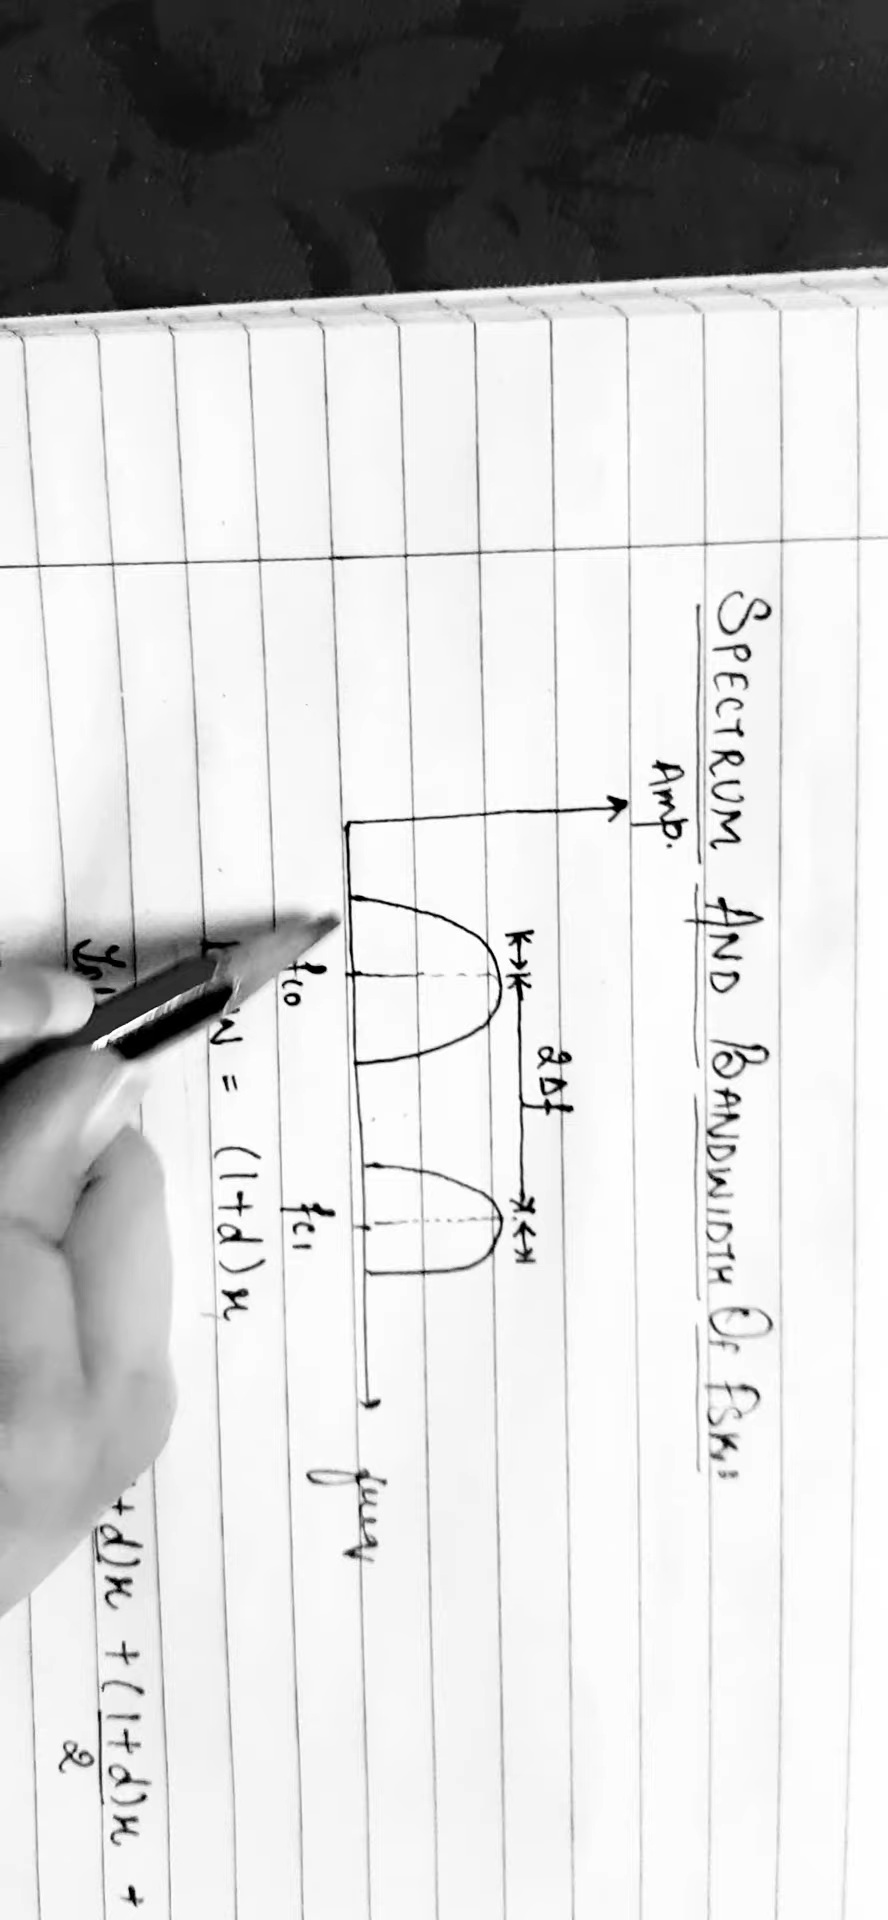 SPECTRUM AND BANDWIDTH OF FSK:
Amp.
2Δf
fc0 fc1 freq
W = (1+d)n
+d)n + (1+d)n +
2